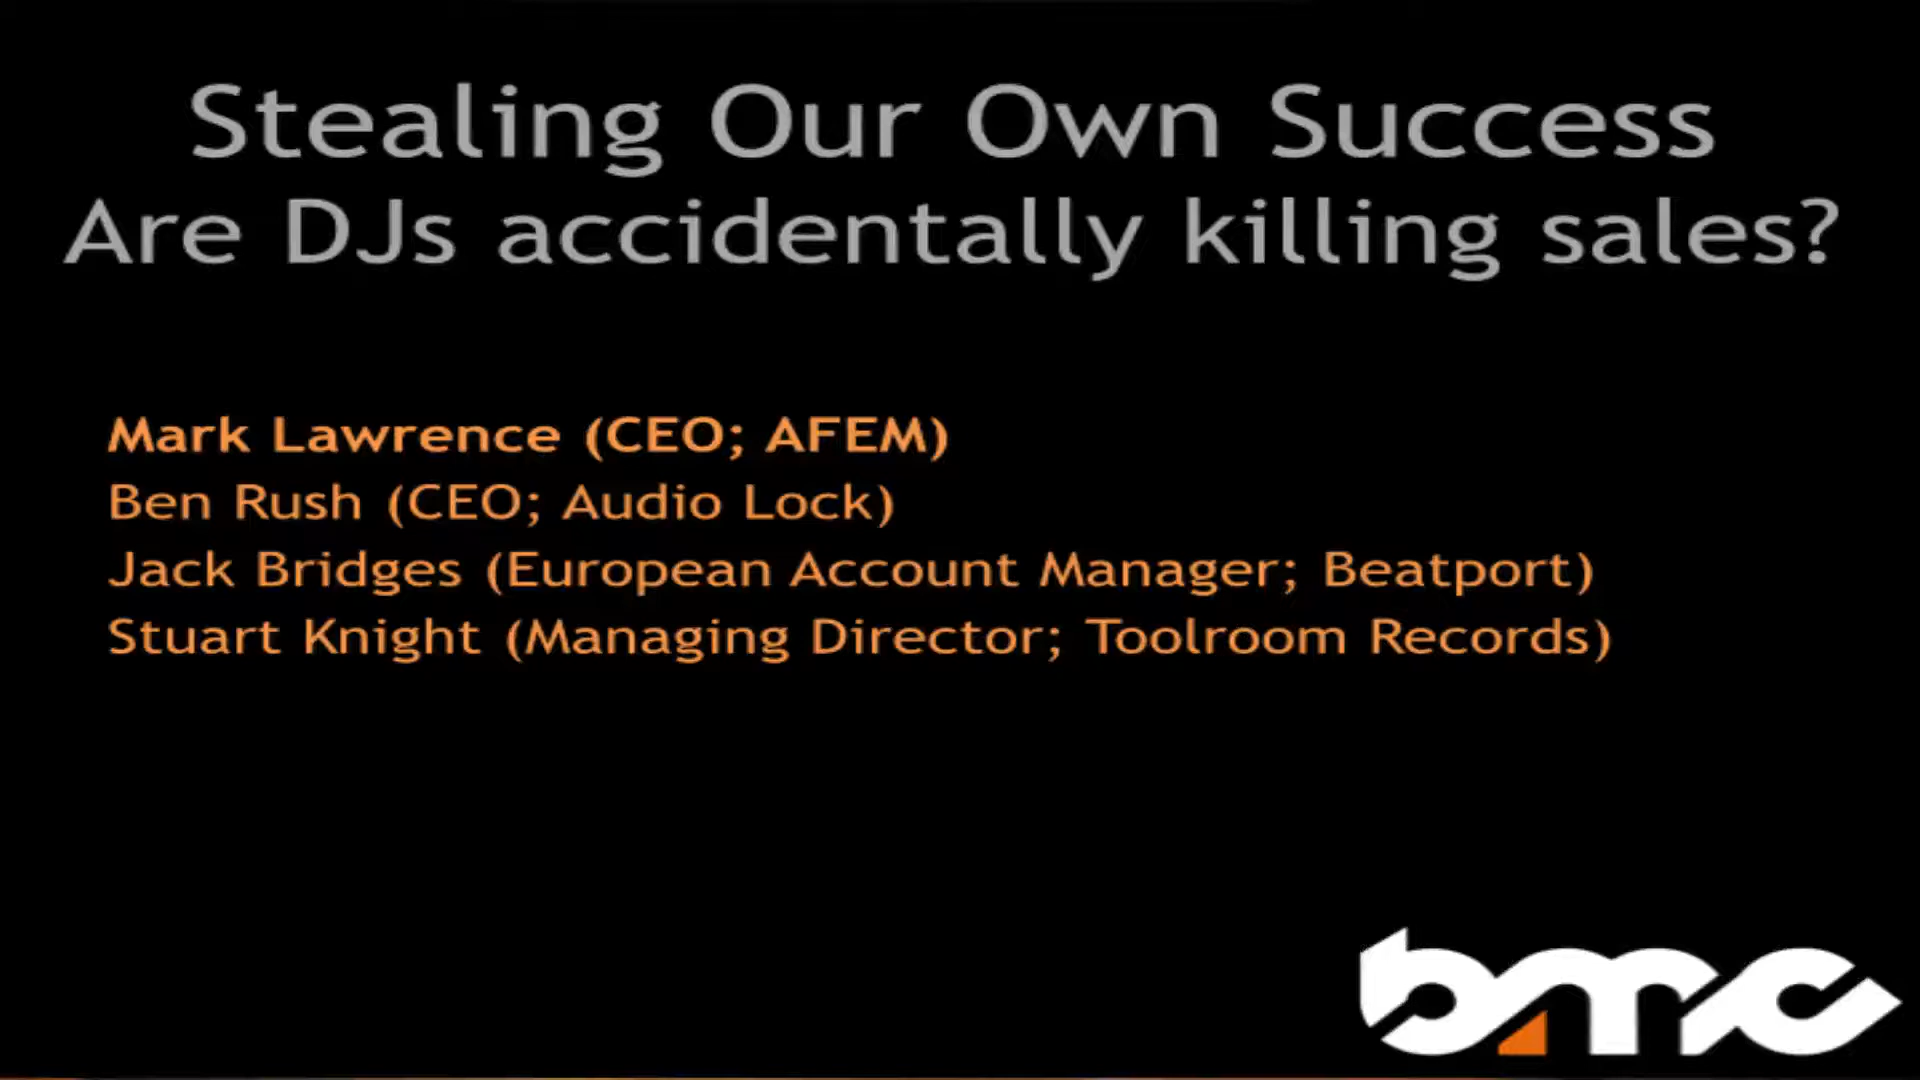 Stealing Our Own Success
Are DJs accidentally killing sales?
Mark Lawrence (CEO; AFEM)
Ben Rush (CEO; Audio Lock)
Jack Bridges (European Account Manager; Beatport)
Stuart Knight (Managing Director; Toolroom Records)
bmc